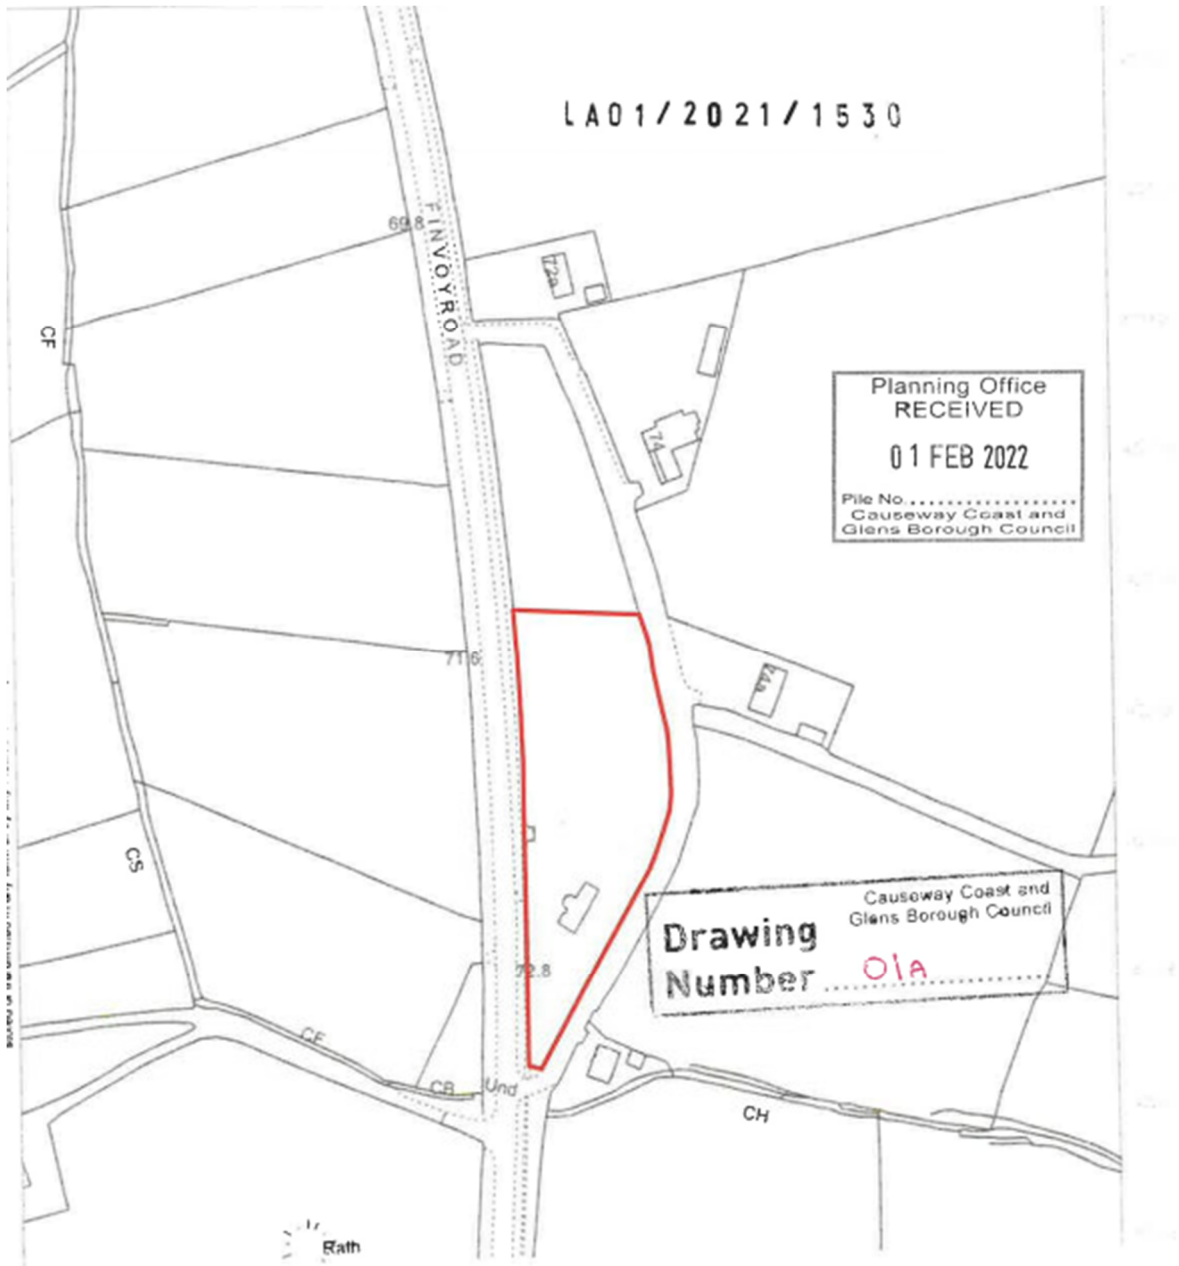 LA01/2021/1530
69.8
FINVOYROAD
72a
CF
74
Planning Office
RECEIVED
01 FEB 2022
File No.
Causeway Coast and
Glens Borough Council
71.6
74a
CS
Causeway Coast and
Glens Borough Council
Drawing
Number 01A
72.8
CF
CB Und
CH
Rath